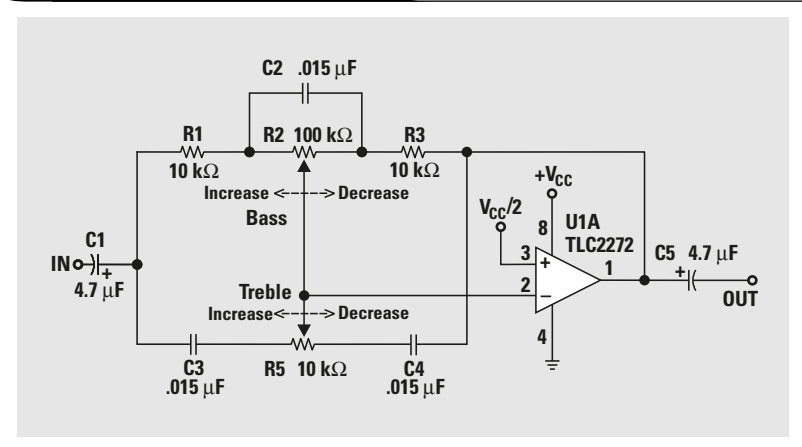 C2 .015 μF
R1
R2 100 kΩ
R3
10 kΩ
10 kΩ
Increase <----> Decrease
Bass
+VCC
VCC/2
8
U1A
TLC2272
C1
IN
+
4.7 μF
3
+
2
−
1
C5 4.7 μF
+
OUT
Treble
Increase <----> Decrease
4
C3
.015 μF
R5 10 kΩ
C4
.015 μF